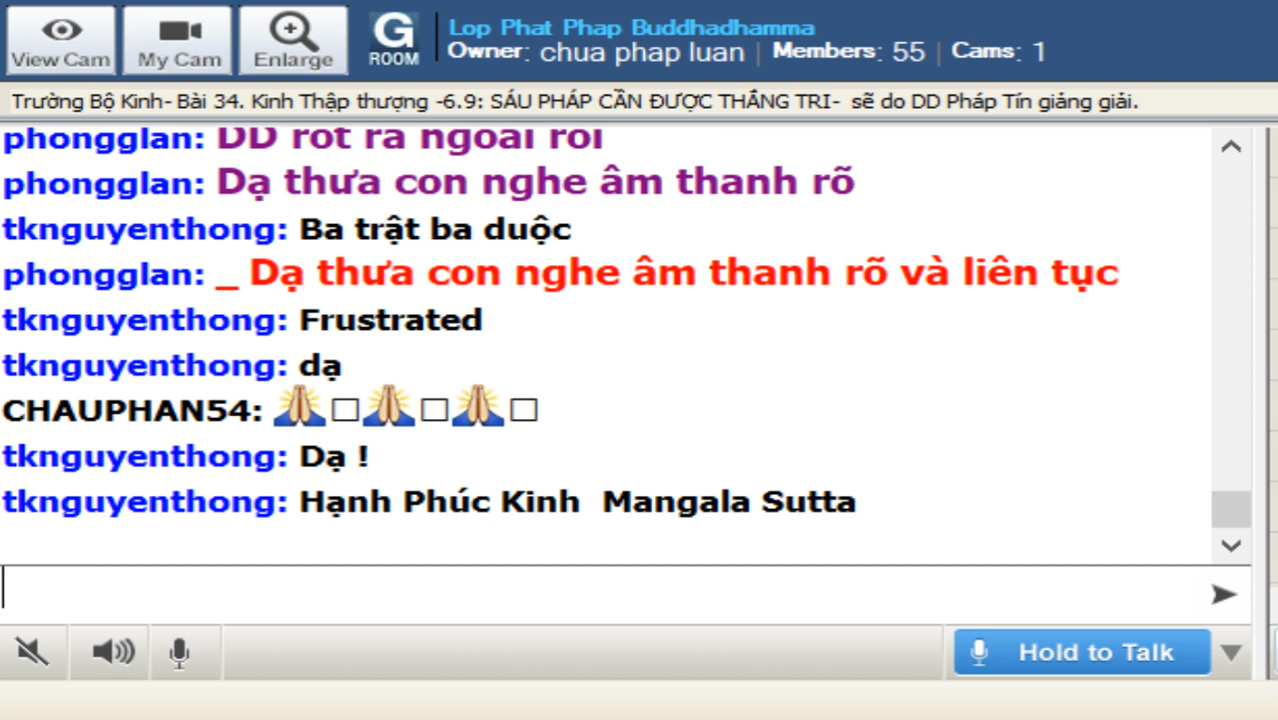 View Cam My Cam Enlarge G ROOM Lop Phat Phap Buddhadhamma
Owner: chua phap luan | Members: 55 | Cams: 1
Trường Bộ Kinh- Bài 34. Kinh Thập thượng -6.9: SÁU PHÁP CẦN ĐƯỢC THẮNG TRI- sẽ do DD Pháp Tín giảng giải.
phongglan: DD rớt ra ngoài rồi
phongglan: Dạ thưa con nghe âm thanh rõ
tknguyenthong: Ba trật ba duộc
phongglan: _ Dạ thưa con nghe âm thanh rõ và liên tục
tknguyenthong: Frustrated
tknguyenthong: dạ
CHAUPHAN54: 🙏□🙏□🙏□
tknguyenthong: Dạ !
tknguyenthong: Hạnh Phúc Kinh  Mangala Sutta
Hold to Talk